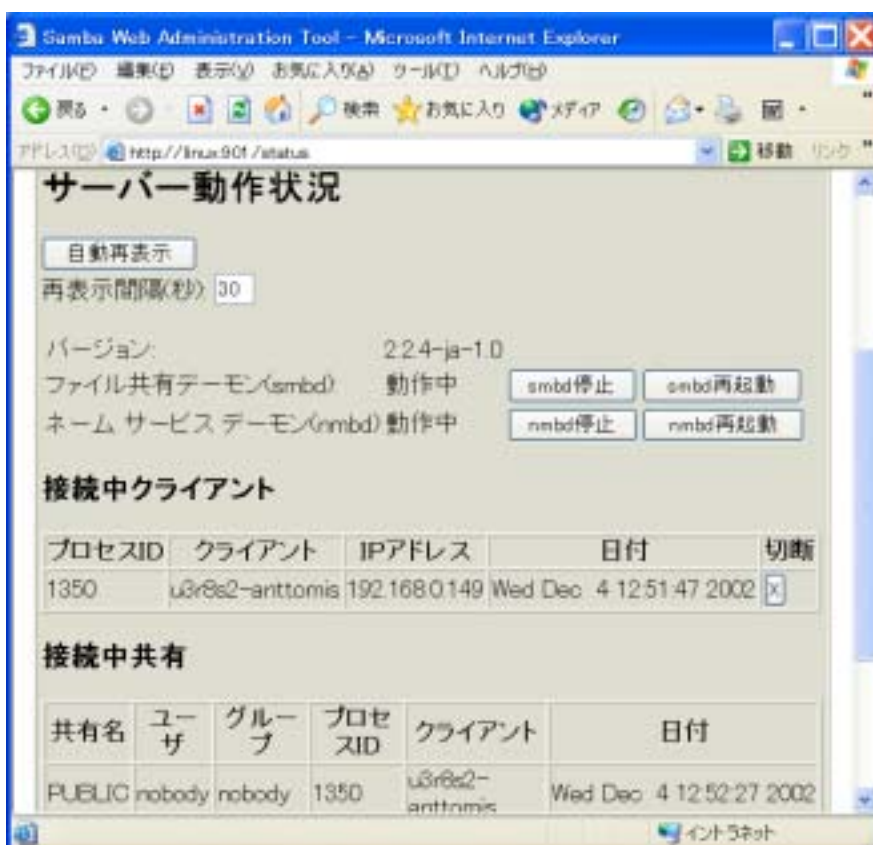 Samba Web Administration Tool - Microsoft Internet Explorer
ファイル(F) 編集(E) 表示(V) お気に入り(A) ツール(T) ヘルプ(H)
戻る 検索 お気に入り メディア
アドレス(D) http://linux:901/status 移動 リンク
サーバー動作状況
自動再表示
再表示間隔(秒) 30
バージョン: 2.2.4-ja-1.0
ファイル共有デーモン(smbd): 動作中 smbd停止 smbd再起動
ネーム サービス デーモン(nmbd): 動作中 nmbd停止 nmbd再起動
接続中クライアント
プロセスID クライアント IPアドレス 日付 切断
1350 u3r8s2-anttomis 192.168.0.149 Wed Dec 4 12:51:47 2002 X
接続中共有
共有名 ユーザ グループ プロセスID クライアント 日付
PUBLIC nobody nobody 1350 u3r8s2-anttomis Wed Dec 4 12:52:27 2002
イントラネット